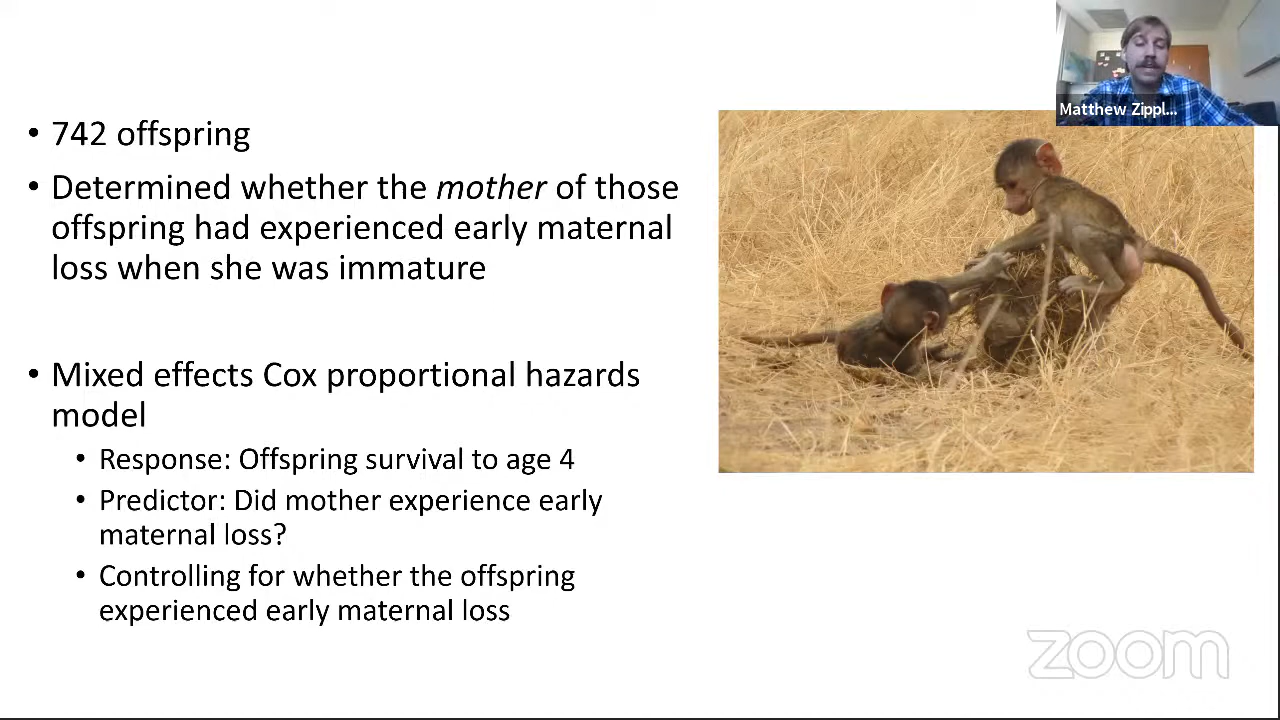 • 742 offspring
• Determined whether the mother of those
offspring had experienced early maternal
loss when she was immature
• Mixed effects Cox proportional hazards
model
• Response: Offspring survival to age 4
• Predictor: Did mother experience early
maternal loss?
• Controlling for whether the offspring
experienced early maternal loss
Matthew Zippl...
zoom